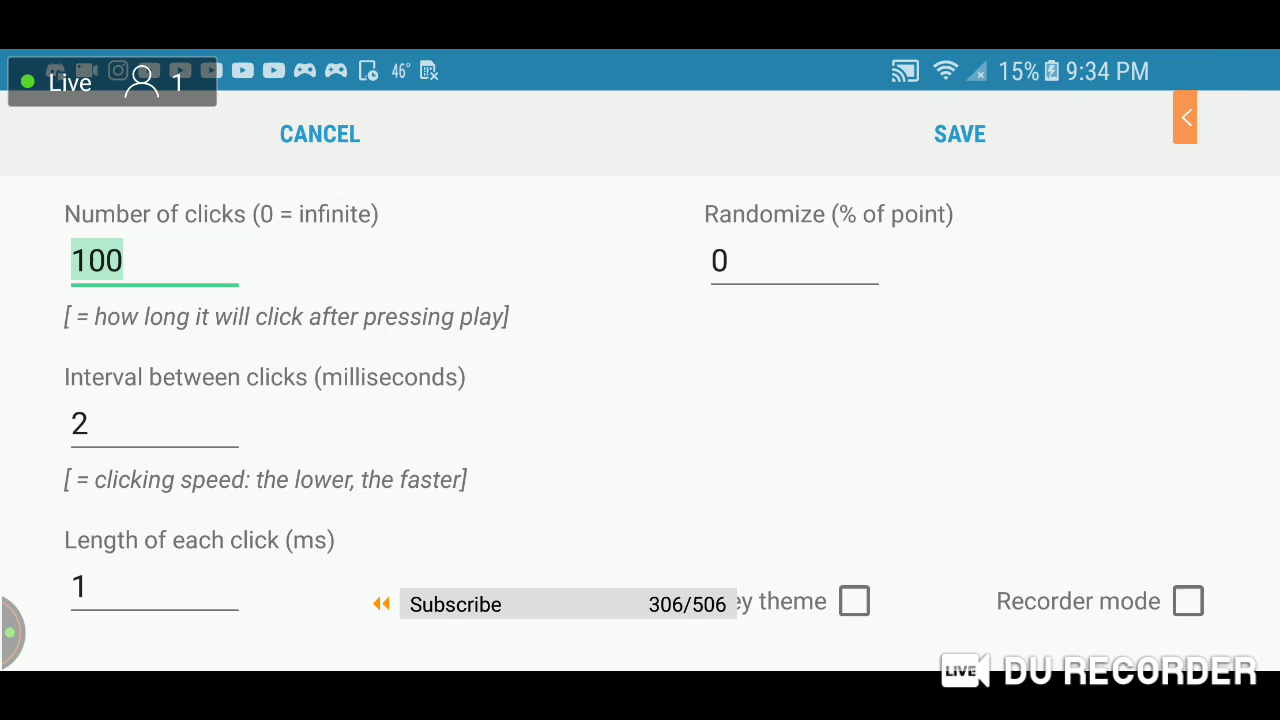 Live 1
46° 15% 9:34 PM
CANCEL SAVE
Number of clicks (0 = infinite) Randomize (% of point)
100 0
[ = how long it will click after pressing play]
Interval between clicks (milliseconds)
2
[ = clicking speed: the lower, the faster]
Length of each click (ms)
1
Subscribe 306/506 ey theme Recorder mode
LIVE DU RECORDER